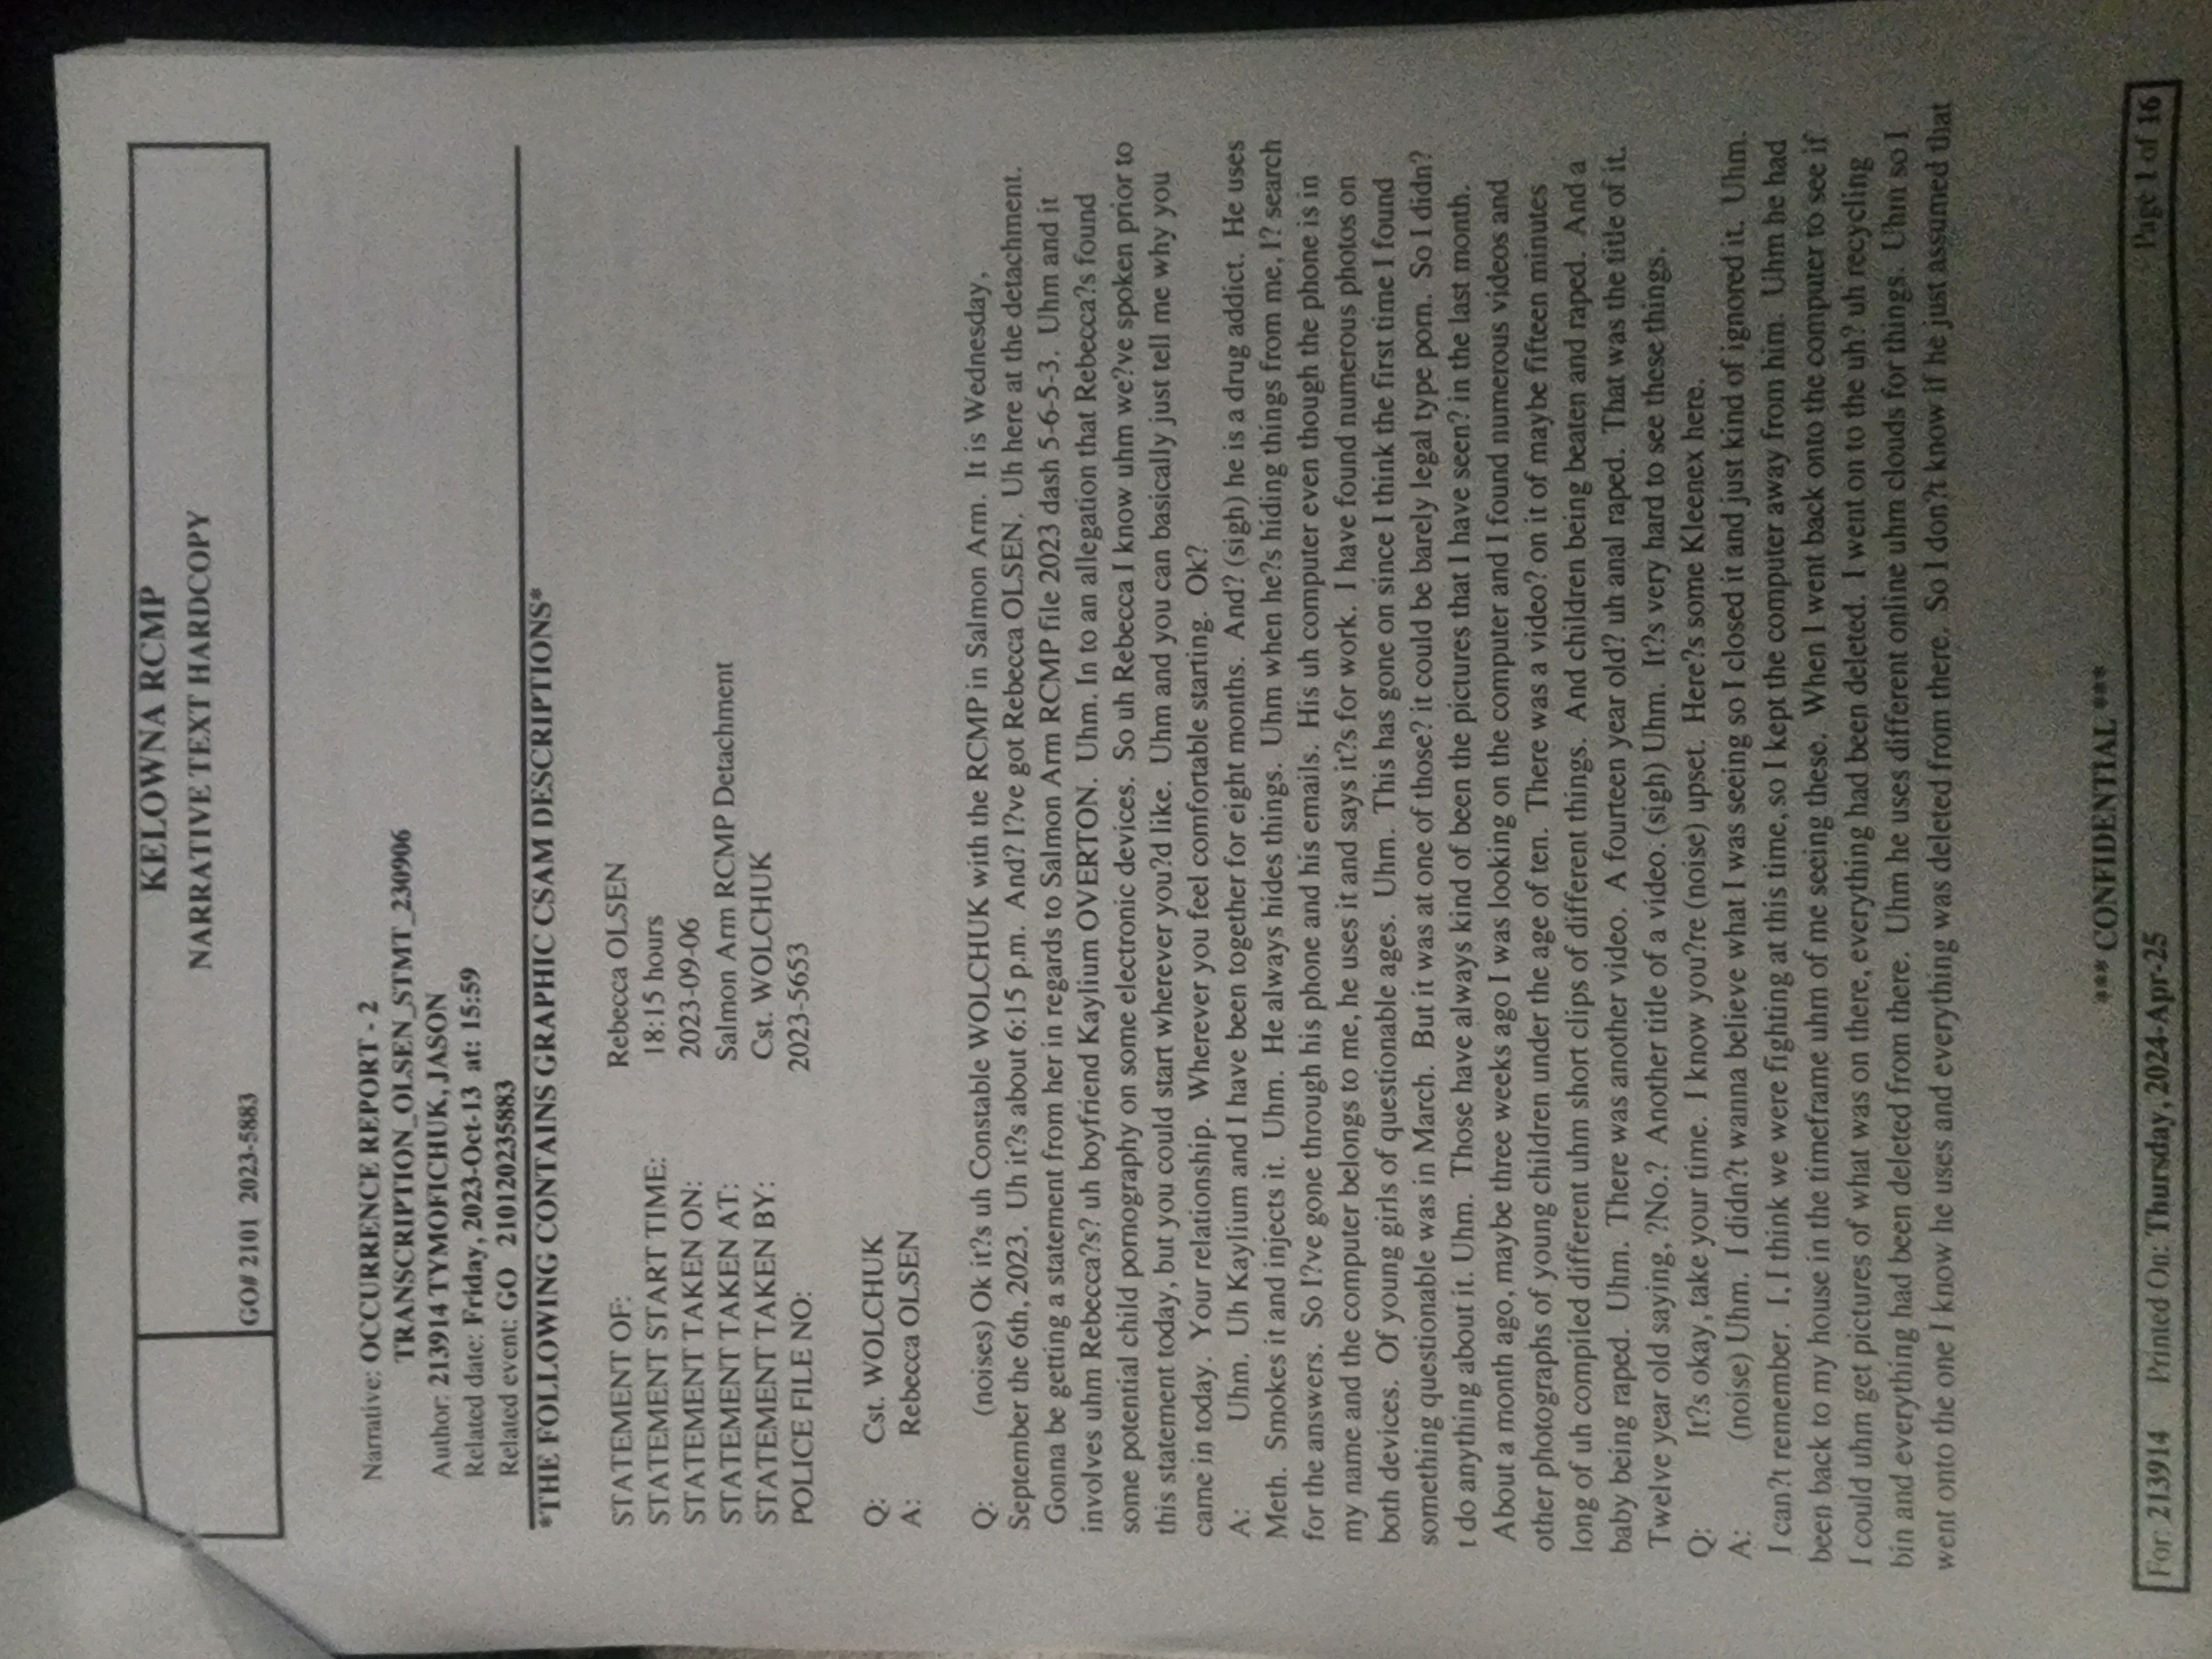 KELOWNA RCMP
NARRATIVE TEXT HARDCOPY
GO# 2101 2023-5883
Narrative: OCCURRENCE REPORT - 2
TRANSCRIPTION_OLSEN_STMT_230906
Author: 213914 TYMOFICHUK, JASON
Related date: Friday, 2023-Oct-13 at: 15:59
Related event: GO 210120235883
*THE FOLLOWING CONTAINS GRAPHIC CSAM DESCRIPTIONS*
STATEMENT OF: Rebecca OLSEN
STATEMENT START TIME: 18:15 hours
STATEMENT TAKEN ON: 2023-09-06
STATEMENT TAKEN AT: Salmon Arm RCMP Detachment
STATEMENT TAKEN BY: Cst. WOLCHUK
POLICE FILE NO: 2023-5653
Q: Cst. WOLCHUK
A: Rebecca OLSEN
Q: (noises) Ok it?s uh Constable WOLCHUK with the RCMP in Salmon Arm. It is Wednesday,
September the 6th, 2023. Uh it?s about 6:15 p.m. And? I?ve got Rebecca OLSEN. Uh here at the detachment.
Gonna be getting a statement from her in regards to Salmon Arm RCMP file 2023 dash 5-6-5-3. Uhm and it
involves uhm Rebecca?s? uh boyfriend Kaylium OVERTON. Uhm. In to an allegation that Rebecca?s found
some potential child pornography on some electronic devices. So uh Rebecca I know uhm we?ve spoken prior to
this statement today, but you could start wherever you?d like. Uhm and you can basically just tell me why you
came in today. Your relationship. Wherever you feel comfortable starting. Ok?
A: Uhm. Uh Kaylium and I have been together for eight months. And? (sigh) he is a drug addict. He uses
Meth. Smokes it and injects it. Uhm. He always hides things. Uhm when he?s hiding things from me, I? search
for the answers. So I?ve gone through his phone and his emails. His uh computer even though the phone is in
my name and the computer belongs to me, he uses it and says it?s for work. I have found numerous photos on
both devices. Of young girls of questionable ages. Uhm. This has gone on since I think the first time I found
something questionable was in March. But it was at one of those? it could be barely legal type porn. So I didn?
t do anything about it. Uhm. Those have always kind of been the pictures that I have seen? in the last month.
About a month ago, maybe three weeks ago I was looking on the computer and I found numerous videos and
other photographs of young children under the age of ten. There was a video? on it of maybe fifteen minutes
long of uh compiled different uhm short clips of different things. And children being beaten and raped. And a
baby being raped. Uhm. There was another video. A fourteen year old? uh anal raped. That was the title of it.
Twelve year old saying, ?No.? Another title of a video. (sigh) Uhm. It?s very hard to see these things.
Q: It?s okay, take your time. I know you?re (noise) upset. Here?s some Kleenex here.
A: (noise) Uhm. I didn?t wanna believe what I was seeing so I closed it and just kind of ignored it. Uhm.
I can?t remember. I, I think we were fighting at this time, so I kept the computer away from him. Uhm he had
been back to my house in the timeframe uhm of me seeing these. When I went back onto the computer to see if
I could uhm get pictures of what was on there, everything had been deleted. I went on to the uh? uh recycling
bin and everything had been deleted from there. Uhm he uses different online uhm clouds for things. Uhm so I
went onto the one I know he uses and everything was deleted from there. So I don?t know if he just assumed that
*** CONFIDENTIAL ***
For: 213914 Printed On: Thursday, 2024-Apr-25 Page 1 of 16